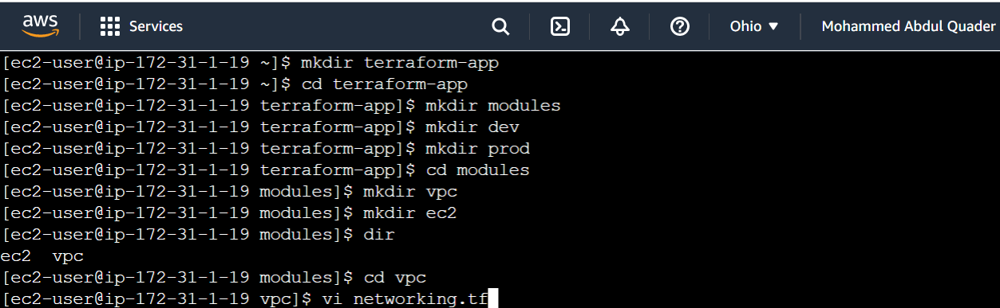 aws Services Ohio ▼ Mohammed Abdul Quader
[ec2-user@ip-172-31-1-19 ~]$ mkdir terraform-app
[ec2-user@ip-172-31-1-19 ~]$ cd terraform-app
[ec2-user@ip-172-31-1-19 terraform-app]$ mkdir modules
[ec2-user@ip-172-31-1-19 terraform-app]$ mkdir dev
[ec2-user@ip-172-31-1-19 terraform-app]$ mkdir prod
[ec2-user@ip-172-31-1-19 terraform-app]$ cd modules
[ec2-user@ip-172-31-1-19 modules]$ mkdir vpc
[ec2-user@ip-172-31-1-19 modules]$ mkdir ec2
[ec2-user@ip-172-31-1-19 modules]$ dir
ec2  vpc
[ec2-user@ip-172-31-1-19 modules]$ cd vpc
[ec2-user@ip-172-31-1-19 vpc]$ vi networking.tf